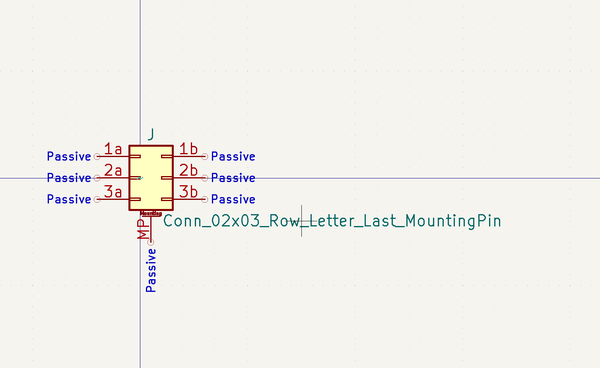 J
Passive 1a 1b Passive
Passive 2a 2b Passive
Passive 3a 3b Passive
Mounting
MP
Conn_02x03_Row_Letter_Last_MountingPin
Passive